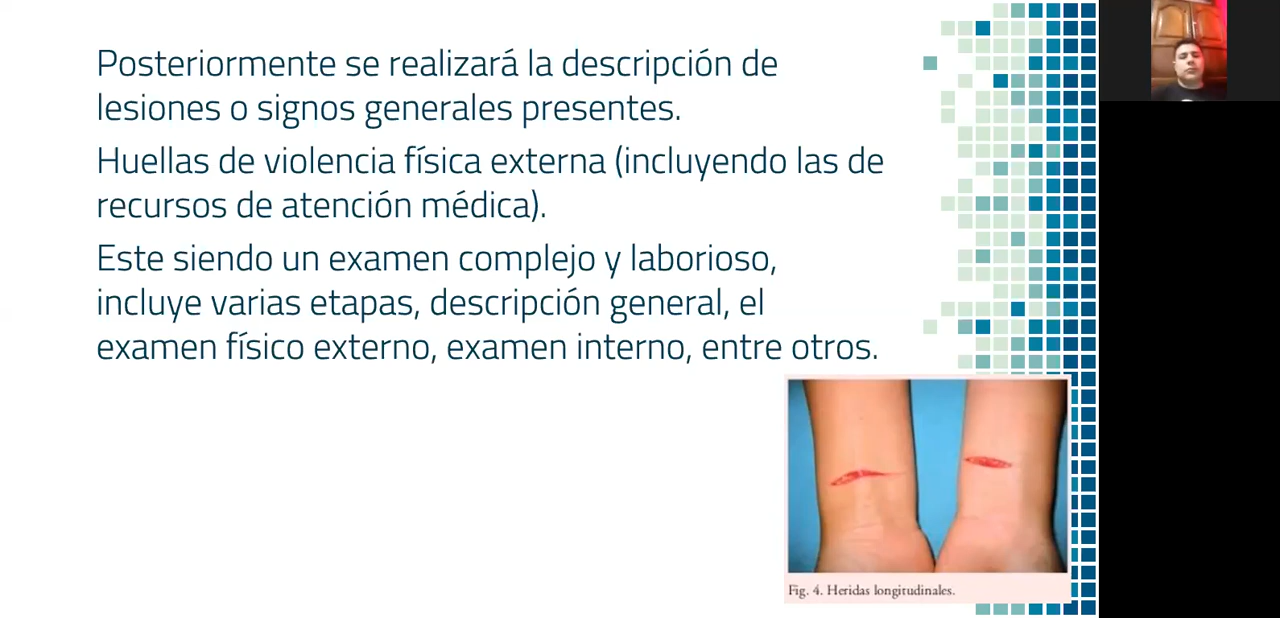 Posteriormente se realizará la descripción de
lesiones o signos generales presentes.
Huellas de violencia física externa (incluyendo las de
recursos de atención médica).
Este siendo un examen complejo y laborioso,
incluye varias etapas, descripción general, el
examen físico externo, examen interno, entre otros.
Fig. 4. Heridas longitudinales.